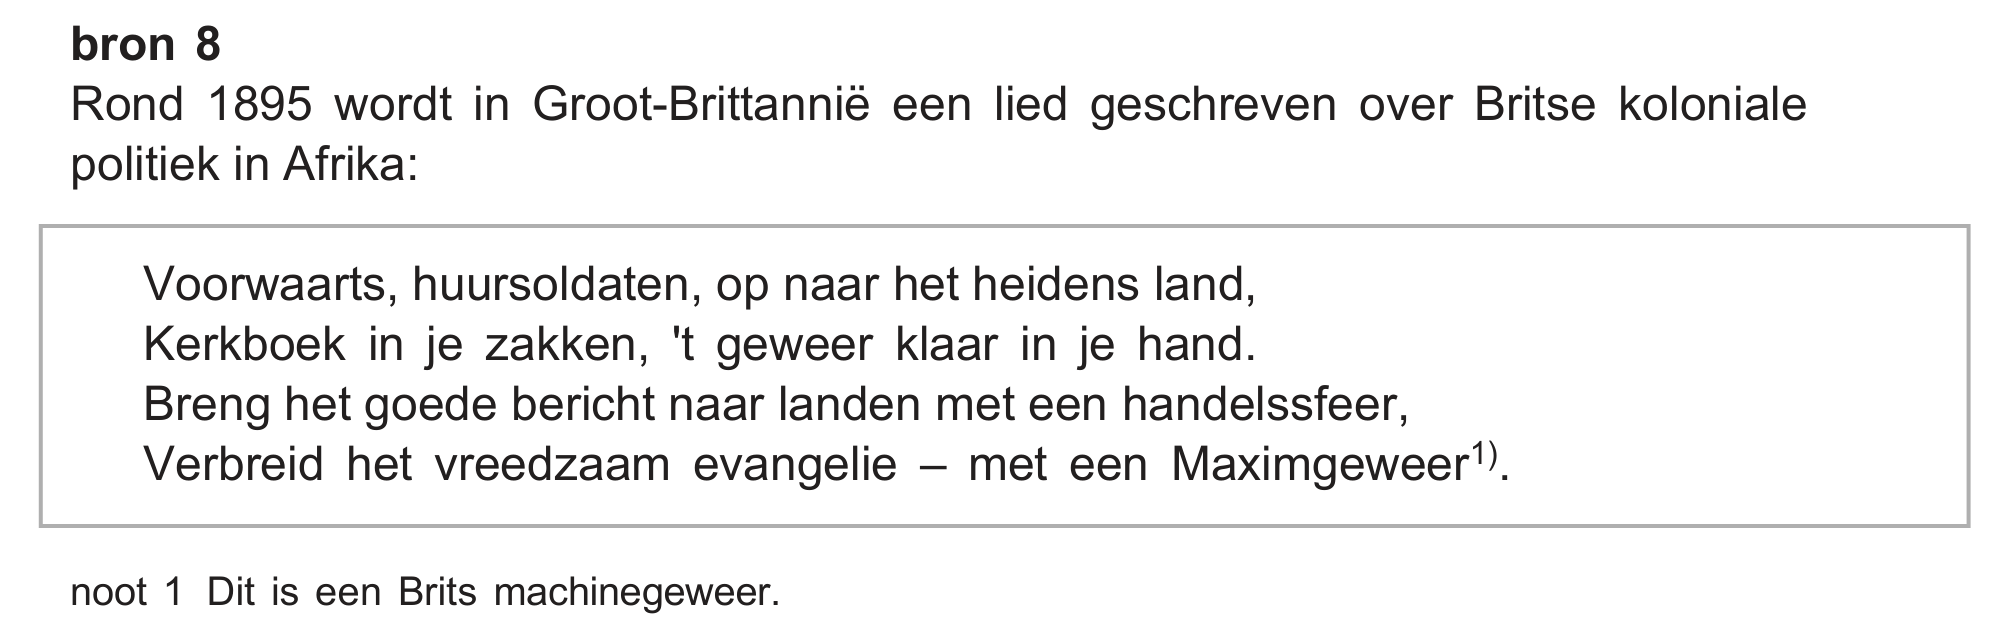 bron 8
Rond 1895 wordt in Groot-Brittannië een lied geschreven over Britse koloniale
politiek in Afrika:
Voorwaarts, huursoldaten, op naar het heidens land,
Kerkboek in je zakken, 't geweer klaar in je hand.
Breng het goede bericht naar landen met een handelssfeer,
Verbreid het vreedzaam evangelie – met een Maximgeweer1).
noot 1 Dit is een Brits machinegeweer.